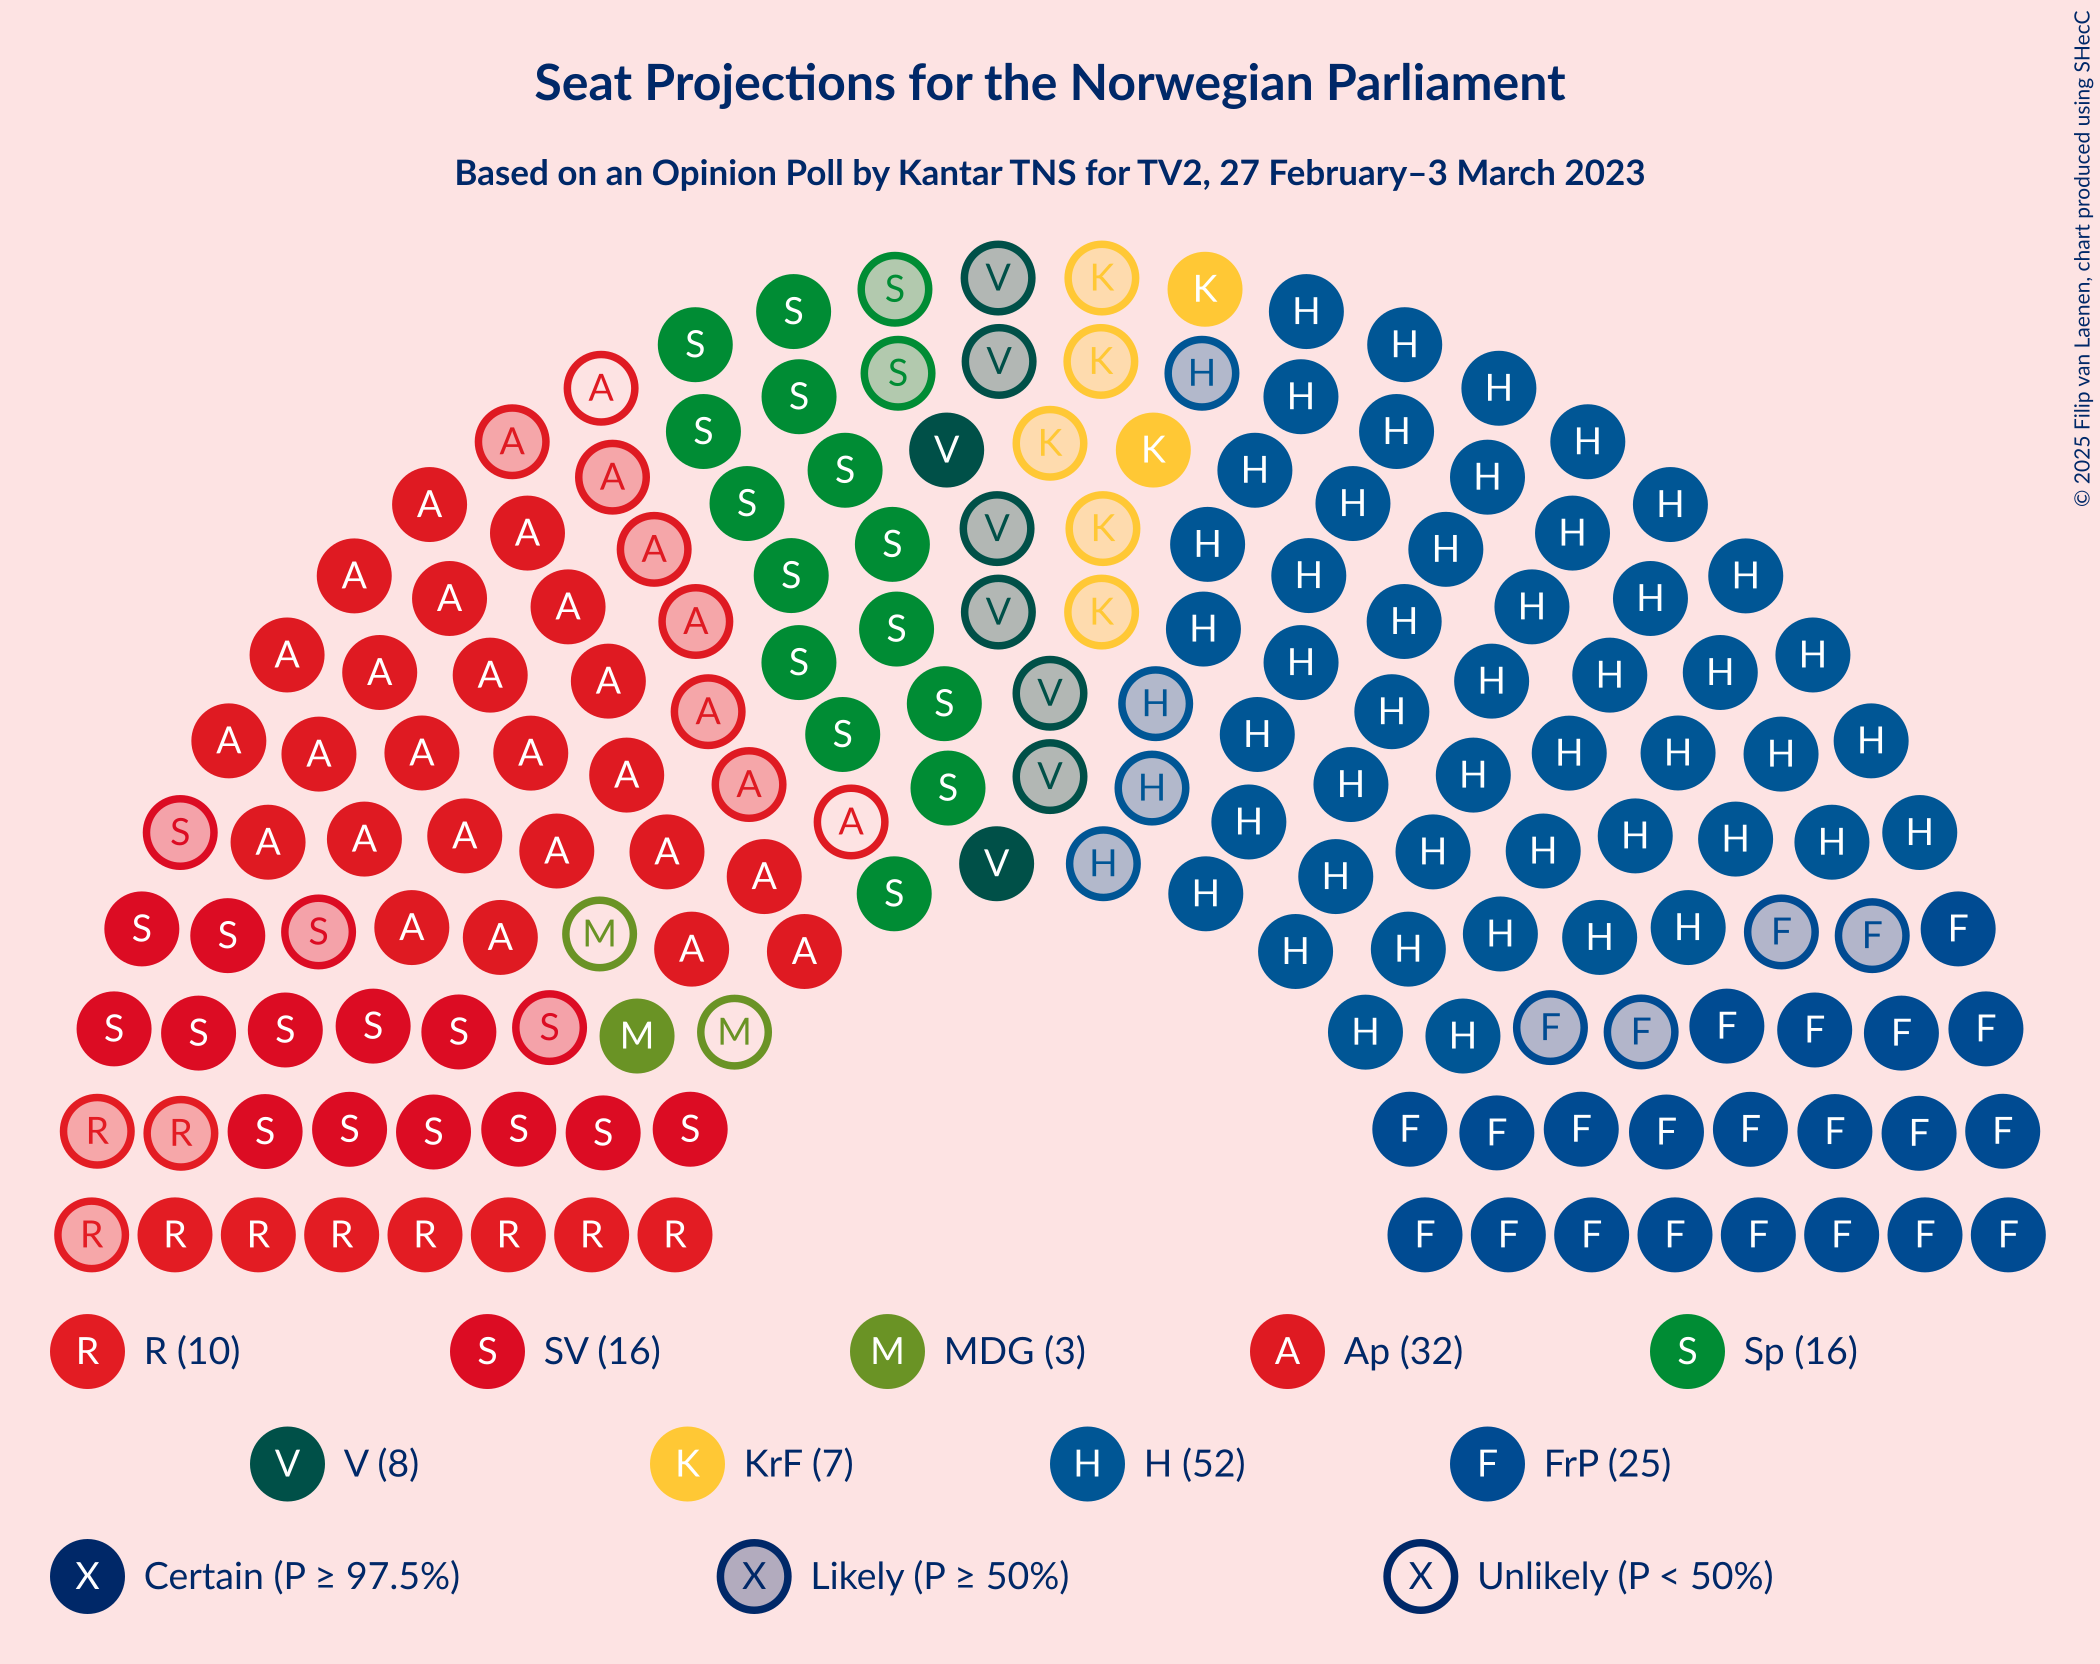 Seat Projections for the Norwegian Parliament
Based on an Opinion Poll by Kantar TNS for TV2, 27 February–3 March 2023
© 2025 Filip van Laenen, chart produced using SHecC
S V K K
S S H H
S S V K H H H
A S V K K H H
A S S H H H
A A S V K H H H
A A S S H H H H
A A S V K H H H H
A A A S S H H H H
A A A A S V H H H H H H
A A A A S H H H H H H
A A A A A S V H H H H H H H
S A A A A A A A H H H H H H H H
A S V H H H
S S S A A M A A H H H H H F F F
S S S S S S M M H H F F F F F F
R R S S S S S S F F F F F F F F
R R R R R R R R F F F F F F F F
R R (10) S SV (16) M MDG (3) A Ap (32) S Sp (16)
V V (8) K KrF (7) H H (52) F FrP (25)
X Certain (P ≥ 97.5%) X Likely (P ≥ 50%) X Unlikely (P < 50%)